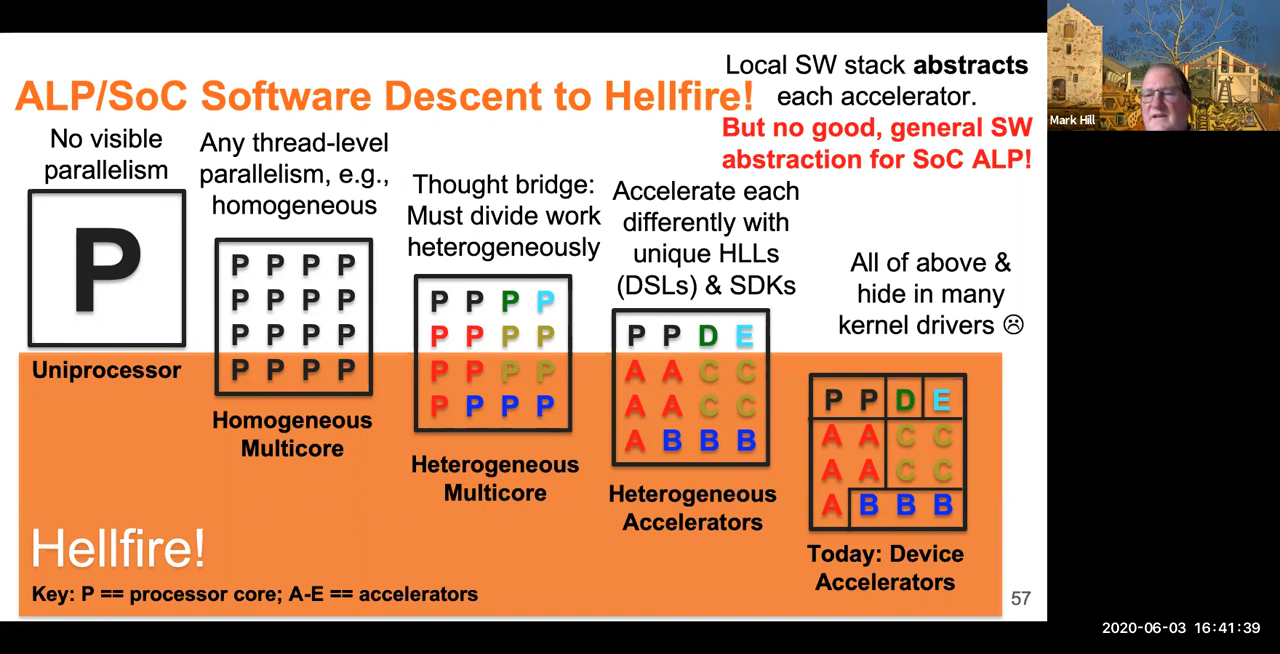 ALP/SoC Software Descent to Hellfire!
Local SW stack abstracts
each accelerator.
But no good, general SW
abstraction for SoC ALP!
No visible
parallelism
P
Uniprocessor
Any thread-level
parallelism, e.g.,
homogeneous
P P P P
P P P P
P P P P
P P P P
Homogeneous
Multicore
Thought bridge:
Must divide work
heterogeneously
P P P P
P P P P
P P P P
P P P P
Heterogeneous
Multicore
Accelerate each
differently with
unique HLLs
(DSLs) & SDKs
P P D E
A A C C
A A C C
A B B B
Heterogeneous
Accelerators
All of above &
hide in many
kernel drivers ☹
P P D E
A A C C
A A C C
A B B B
Today: Device
Accelerators
Hellfire!
Key: P == processor core; A-E == accelerators
57
Mark Hill
2020-06-03 16:41:39